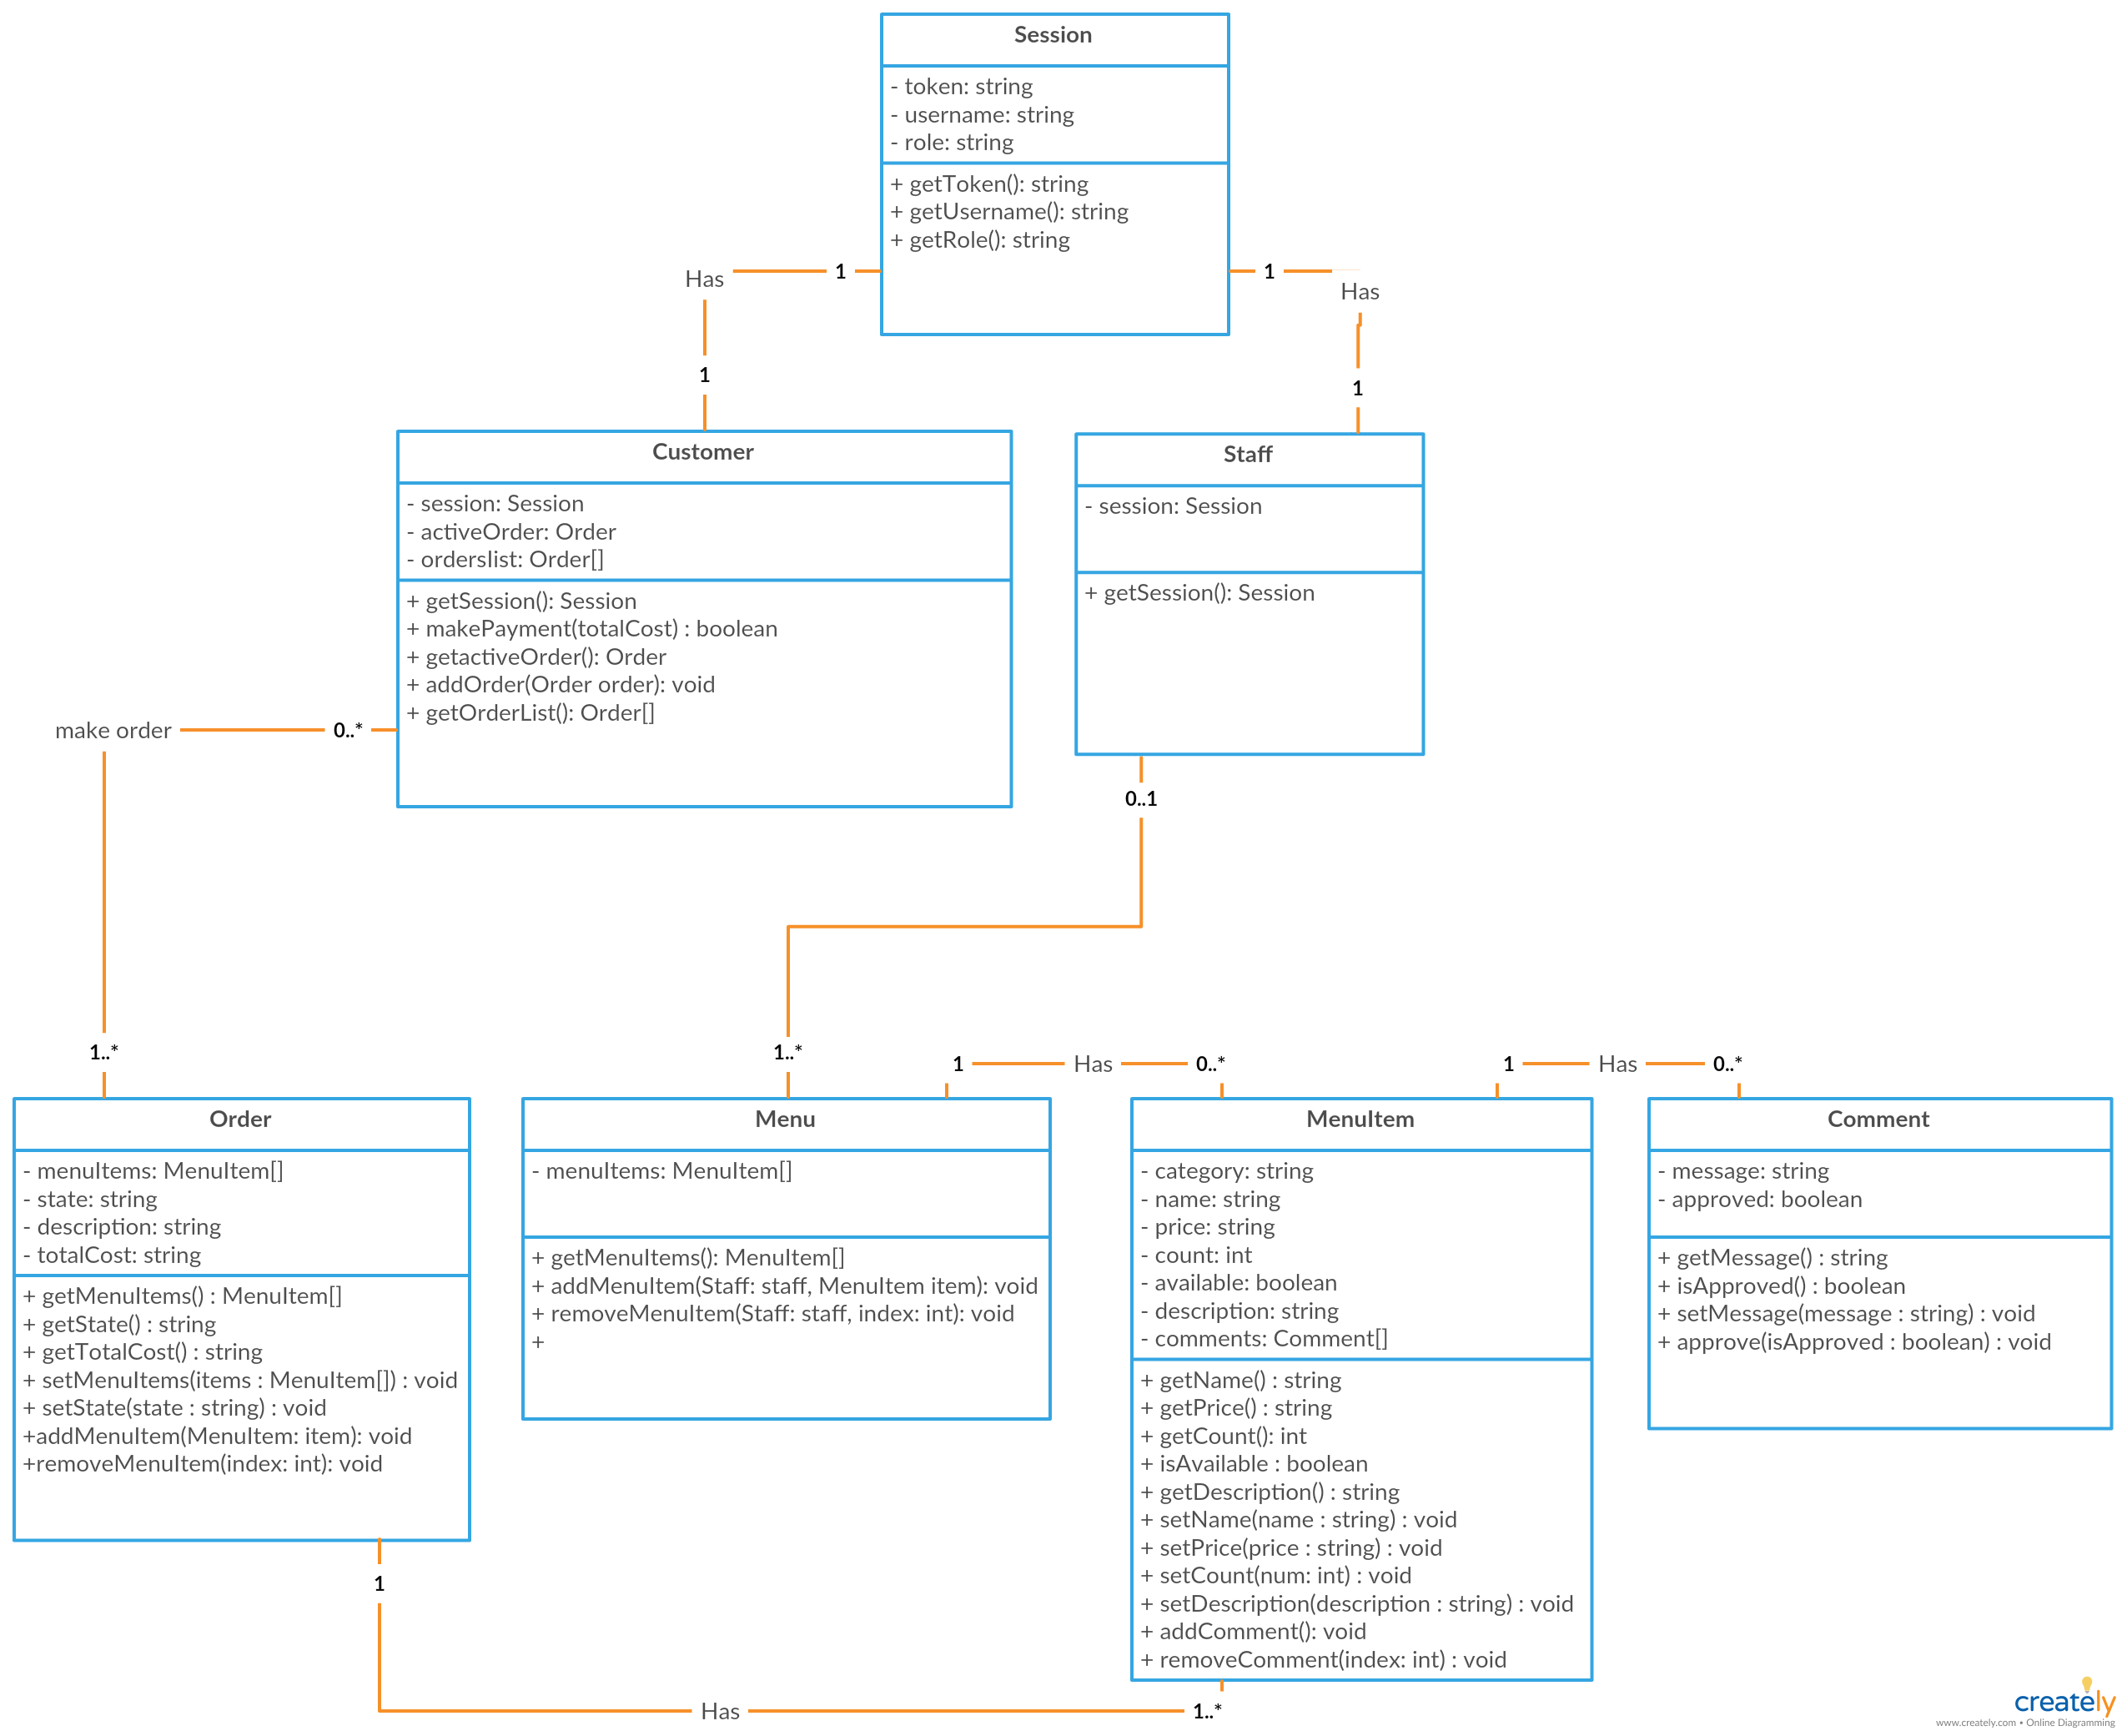 Session
- token: string
- username: string
- role: string
+ getToken(): string
+ getUsername(): string
+ getRole(): string
Has
1
1
Has
1
1
Customer
- session: Session
- activeOrder: Order
- orderslist: Order[]
+ getSession(): Session
+ makePayment(totalCost) : boolean
+ getactiveOrder(): Order
+ addOrder(Order order): void
+ getOrderList(): Order[]
Staff
- session: Session
+ getSession(): Session
make order
0..*
0..1
1..*
1..*
1
Has
0..*
1
Has
0..*
Order
- menuItems: MenuItem[]
- state: string
- description: string
- totalCost: string
+ getMenuItems() : MenuItem[]
+ getState() : string
+ getTotalCost() : string
+ setMenuItems(items : MenuItem[]) : void
+ setState(state : string) : void
+addMenuItem(MenuItem: item): void
+removeMenuItem(index: int): void
Menu
- menuItems: MenuItem[]
+ getMenuItems(): MenuItem[]
+ addMenuItem(Staff: staff, MenuItem item): void
+ removeMenuItem(Staff: staff, index: int): void
+
MenuItem
- category: string
- name: string
- price: string
- count: int
- available: boolean
- description: string
- comments: Comment[]
+ getName() : string
+ getPrice() : string
+ getCount(): int
+ isAvailable : boolean
+ getDescription() : string
+ setName(name : string) : void
+ setPrice(price : string) : void
+ setCount(num: int) : void
+ setDescription(description : string) : void
+ addComment(): void
+ removeComment(index: int) : void
Comment
- message: string
- approved: boolean
+ getMessage() : string
+ isApproved() : boolean
+ setMessage(message : string) : void
+ approve(isApproved : boolean) : void
1
Has
1..*
creately
www.creately.com • Online Diagramming